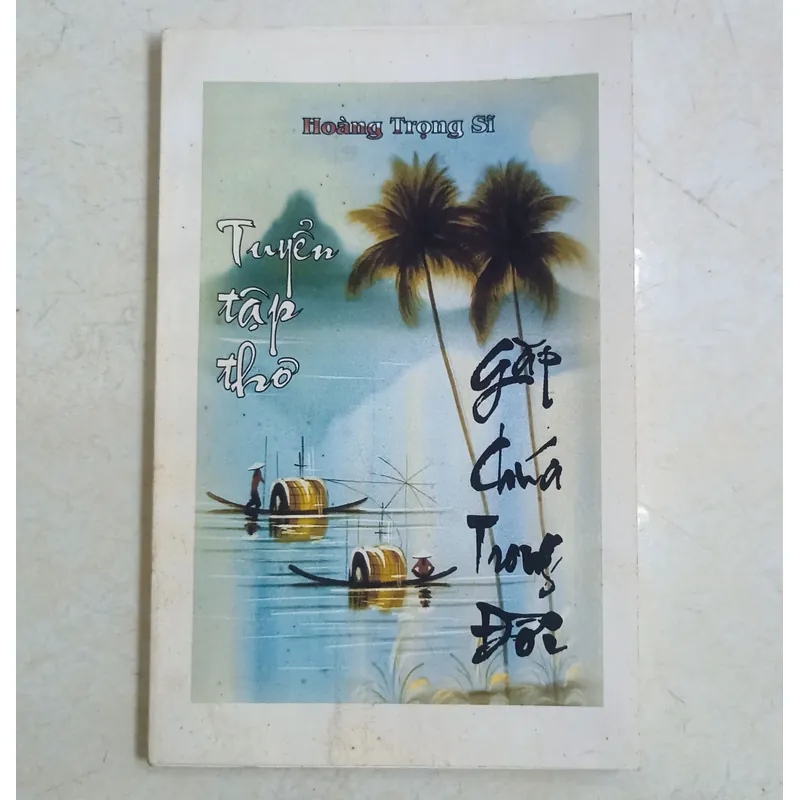 Hoàng Trọng Sĩ
Tuyển
tập
thơ
Gặp
Chúa
Trong
Đời